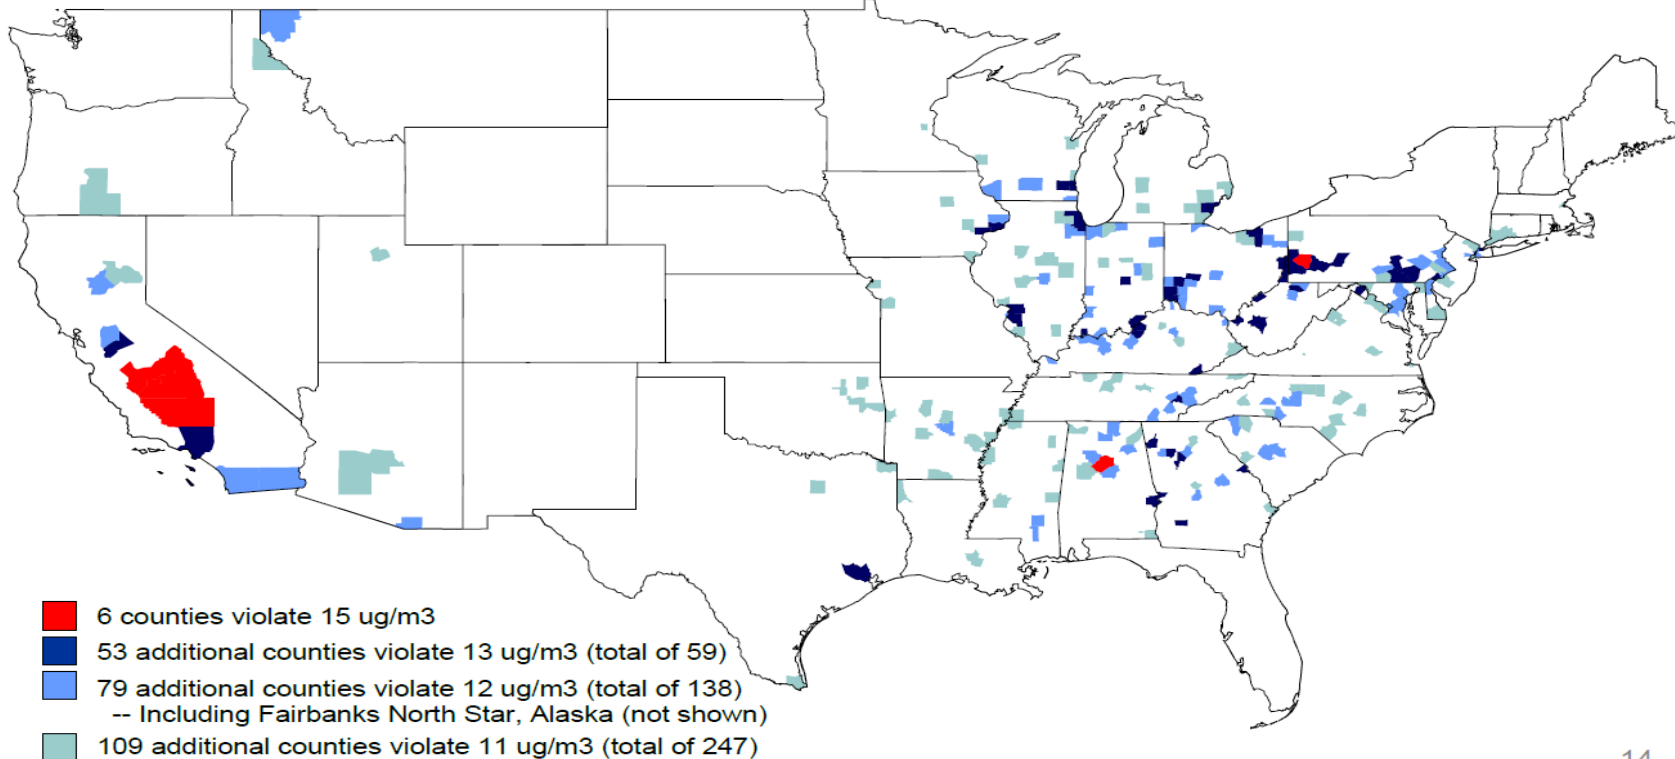 6 counties violate 15 ug/m3
53 additional counties violate 13 ug/m3 (total of 59)
79 additional counties violate 12 ug/m3 (total of 138)
-- Including Fairbanks North Star, Alaska (not shown)
109 additional counties violate 11 ug/m3 (total of 247)
14